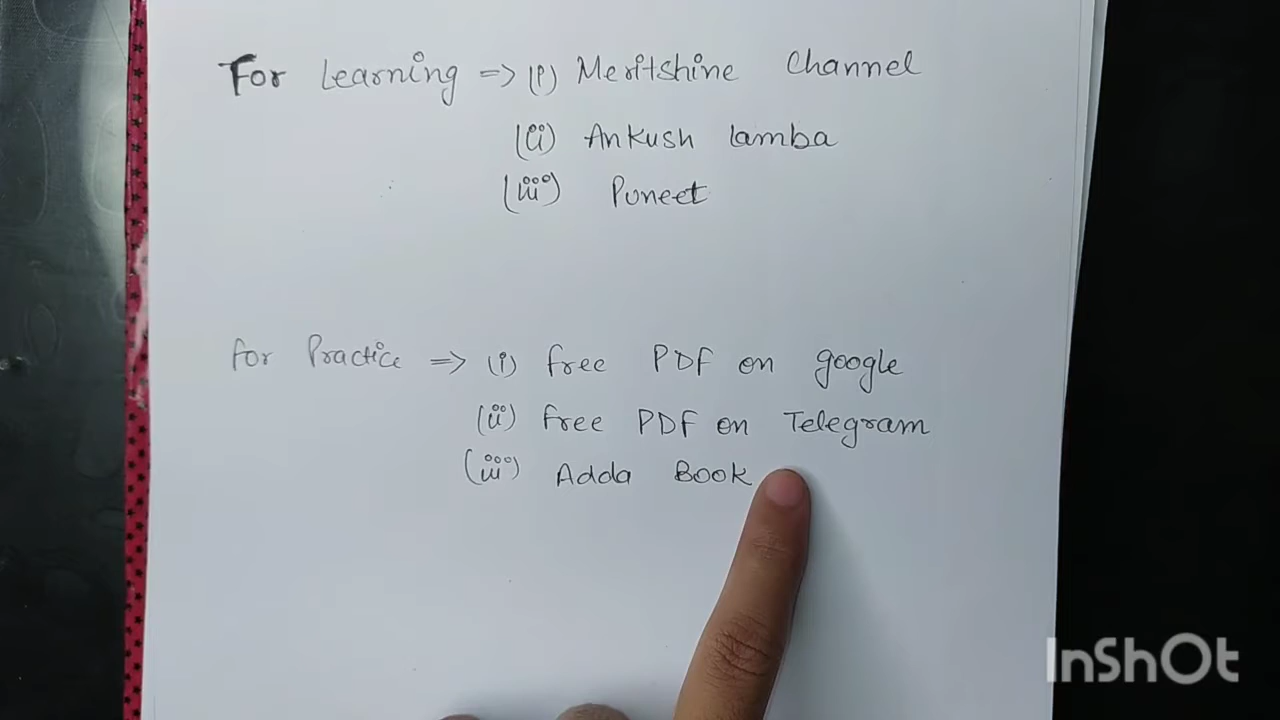 For Learning => (i) Meritshine Channel
(ii) Ankush lamba
(iii) Puneet
for Practice => (i) free PDF on google
(ii) free PDF on Telegram
(iii) Adda Book
InShOt